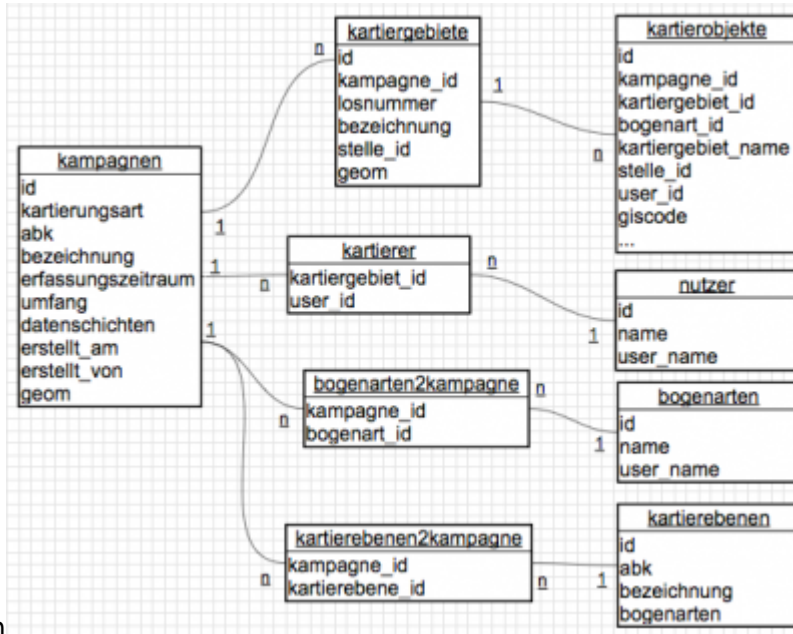 kampagnen
id
kartierungsart
abk
bezeichnung
erfassungszeitraum
umfang
datenschichten
erstellt_am
erstellt_von
geom
1
1
1
n
kartiergebiete
id
kampagne_id
losnummer
bezeichnung
stelle_id
geom
1
n
kartierobjekte
id
kampagne_id
kartiergebiet_id
bogenart_id
kartiergebiet_name
stelle_id
user_id
giscode
...
n
kartierer
kartiergebiet_id
user_id
n
1
nutzer
id
name
user_name
n
bogenarten2kampagne
kampagne_id
bogenart_id
n
1
bogenarten
id
name
user_name
n
kartierebenen2kampagne
kampagne_id
kartierebene_id
n
1
kartierebenen
id
abk
bezeichnung
bogenarten